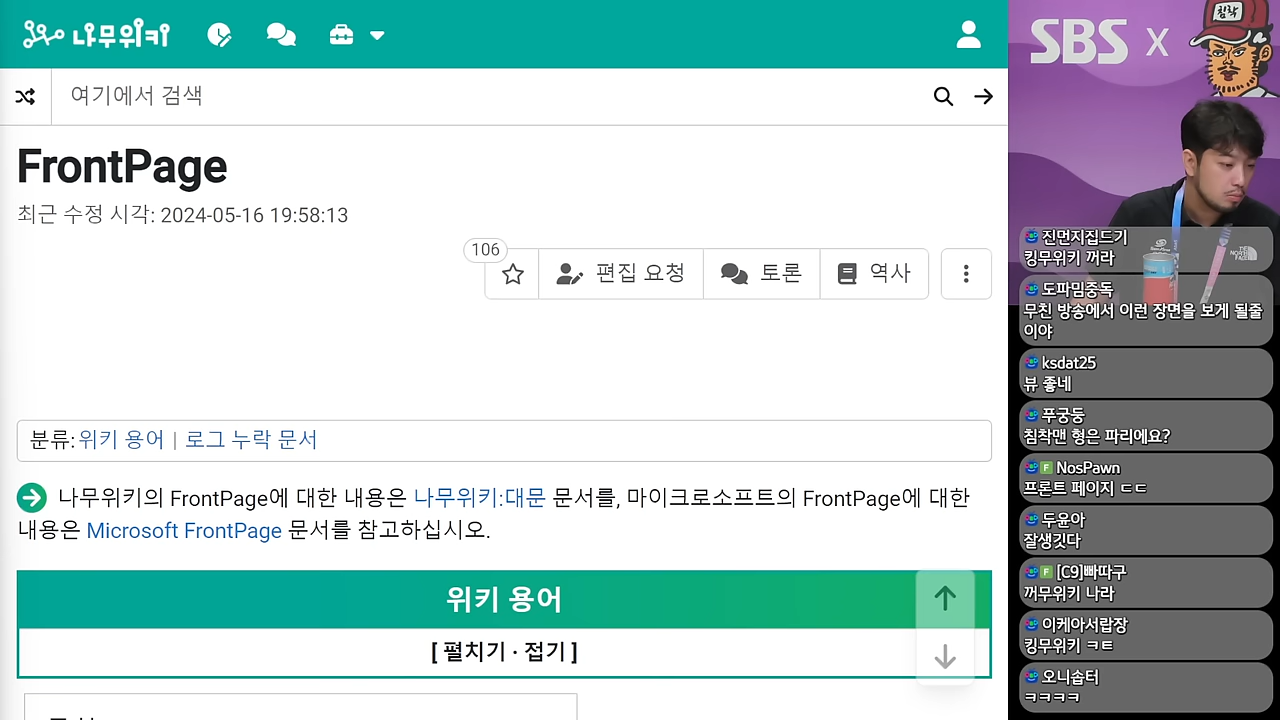 나무위키
여기에서 검색
FrontPage
최근 수정 시각: 2024-05-16 19:58:13
106
편집 요청
토론
역사
분류: 위키 용어 | 로그 누락 문서
나무위키의 FrontPage에 대한 내용은 나무위키:대문 문서를, 마이크로소프트의 FrontPage에 대한
내용은 Microsoft FrontPage 문서를 참고하십시오.
위키 용어
[ 펼치기 · 접기 ]
SBS X
침착
THE NORTH FACE
진먼지집드기
킹무위키 꺼라
도파밈중독
무친 방송에서 이런 장면을 보게 될줄
이야
ksdat25
뷰 좋네
푸궁둥
침착맨 형은 파리에요?
F NosPawn
프론트 페이지 ㄷㄷ
두윤아
잘생깃다
F [C9]빠따구
꺼무위키 나라
이케아서랍장
킹무위키 ㅋㅌ
오니솝터
ㅋㅋㅋㅋ